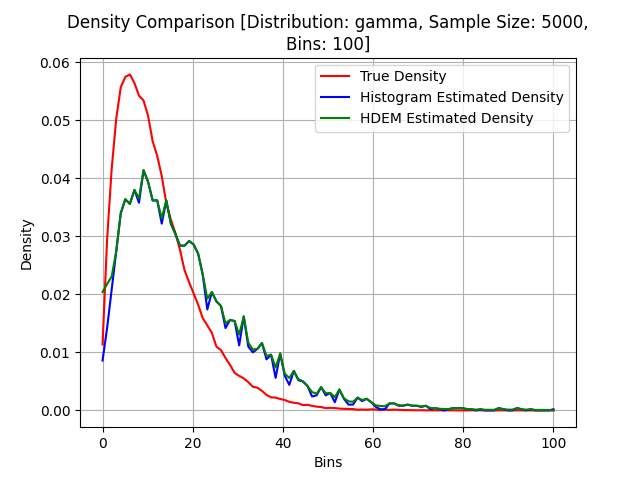 Density Comparison [Distribution: gamma, Sample Size: 5000,
Bins: 100]
True Density
Histogram Estimated Density
HDEM Estimated Density
Density
0.06
0.05
0.04
0.03
0.02
0.01
0.00
0 20 40 60 80 100
Bins